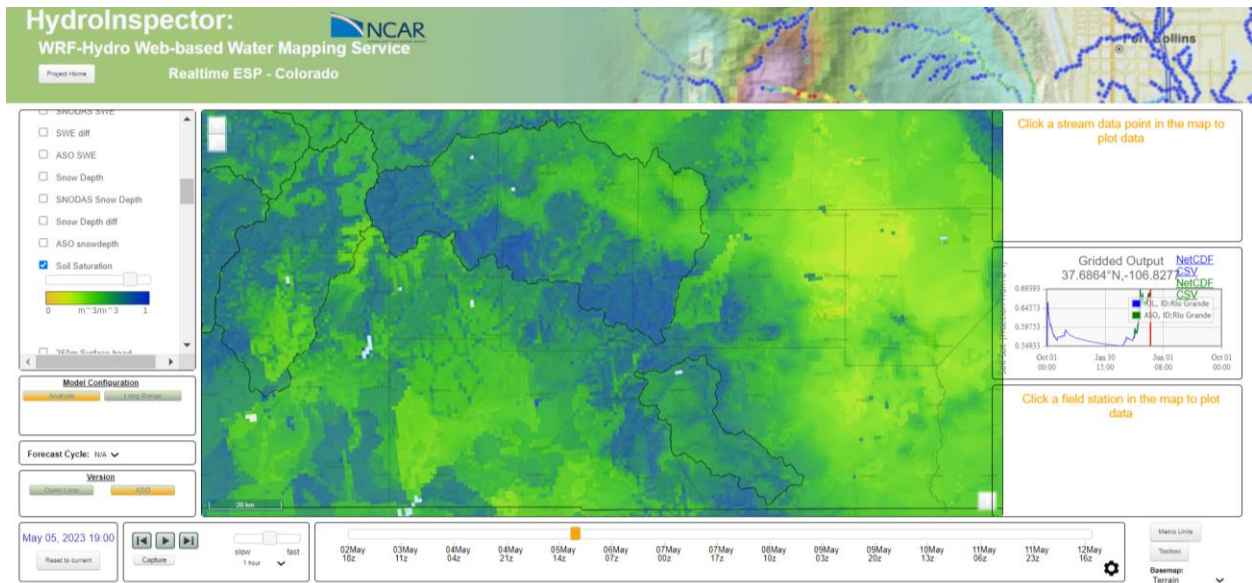 HydroInspector:
NCAR
WRF-Hydro Web-based Water Mapping Service
Project Home
Realtime ESP - Colorado
Fort Collins
SNODAS SWE
SWE diff
ASO SWE
Snow Depth
SNODAS Snow Depth
Snow Depth diff
ASO snowdepth
Soil Saturation
0 m^3/m^3 1
250m Surface head
Model Configuration
Analysis Long Range
Forecast Cycle: N/A
Version
Open Loop ASO
20 km
Click a stream data point in the map to
plot data
Gridded Output
37.6864°N,-106.827
NetCDF
CSV
NetCDF
CSV
OL, ID:Rio Grande
ASO, ID:Rio Grande
0.69393
0.64573
0.59753
0.54933
Oct 01 Jan 30 Jun 01 Oct 01
00:00 15:00 08:00 00:00
Click a field station in the map to plot
data
May 05, 2023 19:00
Reset to current
Capture
slow fast
1 hour
02May 03May 04May 04May 05May 06May 07May 07May 08May 09May 09May 10May 11May 11May 12May
18z 11z 04z 21z 14z 07z 00z 17z 10z 03z 20z 13z 06z 23z 16z
Metric Units
Toolbox
Basemap:
Terrain